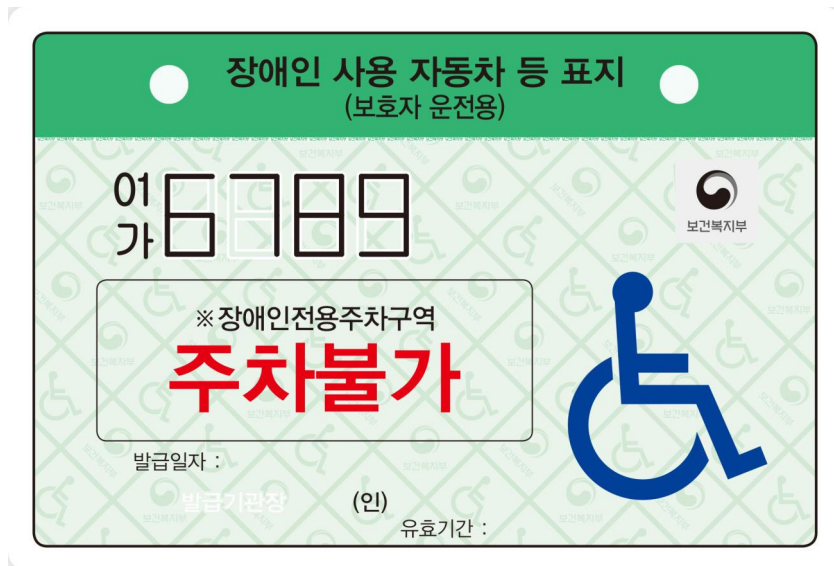 장애인 사용 자동차 등 표지
(보호자 운전용)
01
가 6789
보건복지부
※장애인전용주차구역
주차불가
발급일자 :
발급기관장 (인)
유효기간 :